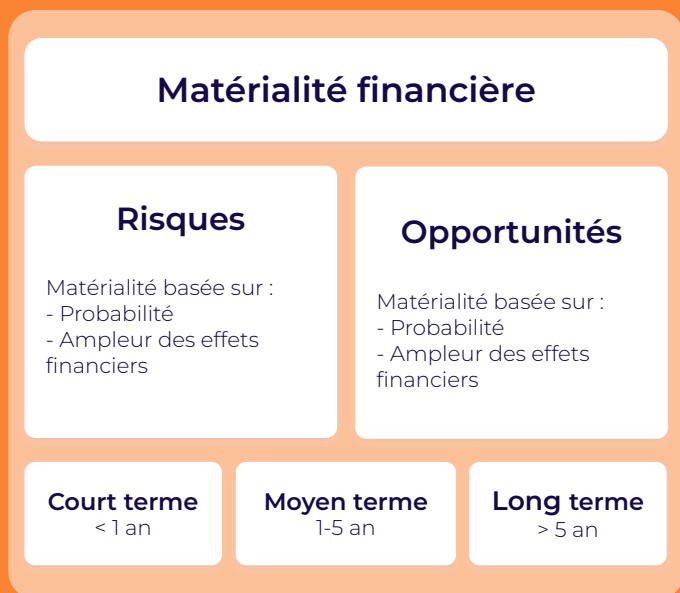 Matérialité financière
Risques
Matérialité basée sur :
- Probabilité
- Ampleur des effets
financiers
Opportunités
Matérialité basée sur :
- Probabilité
- Ampleur des effets
financiers
Court terme
< 1 an
Moyen terme
1-5 an
Long terme
> 5 an